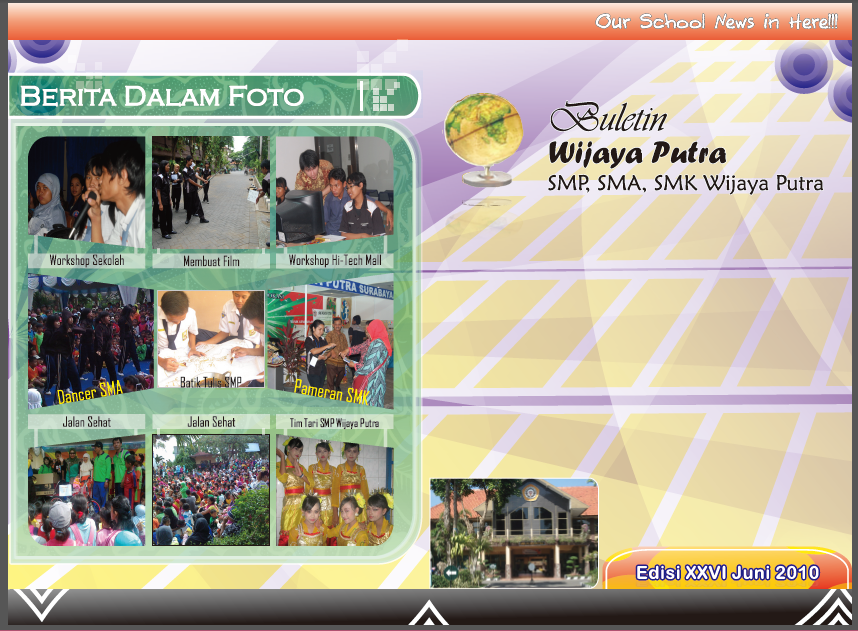 Our School News in Here!!!
Berita Dalam Foto
Buletin
Wijaya Putra
SMP, SMA, SMK Wijaya Putra
Workshop Sekolah
Membuat Film
Workshop Hi-Tech Mall
PUTRA SURABAYA
Dancer SMA
Batik Tulis SMP
Pameran SMK
Jalan Sehat
Jalan Sehat
Tim Tari SMP Wijaya Putra
Edisi XXVI Juni 2010